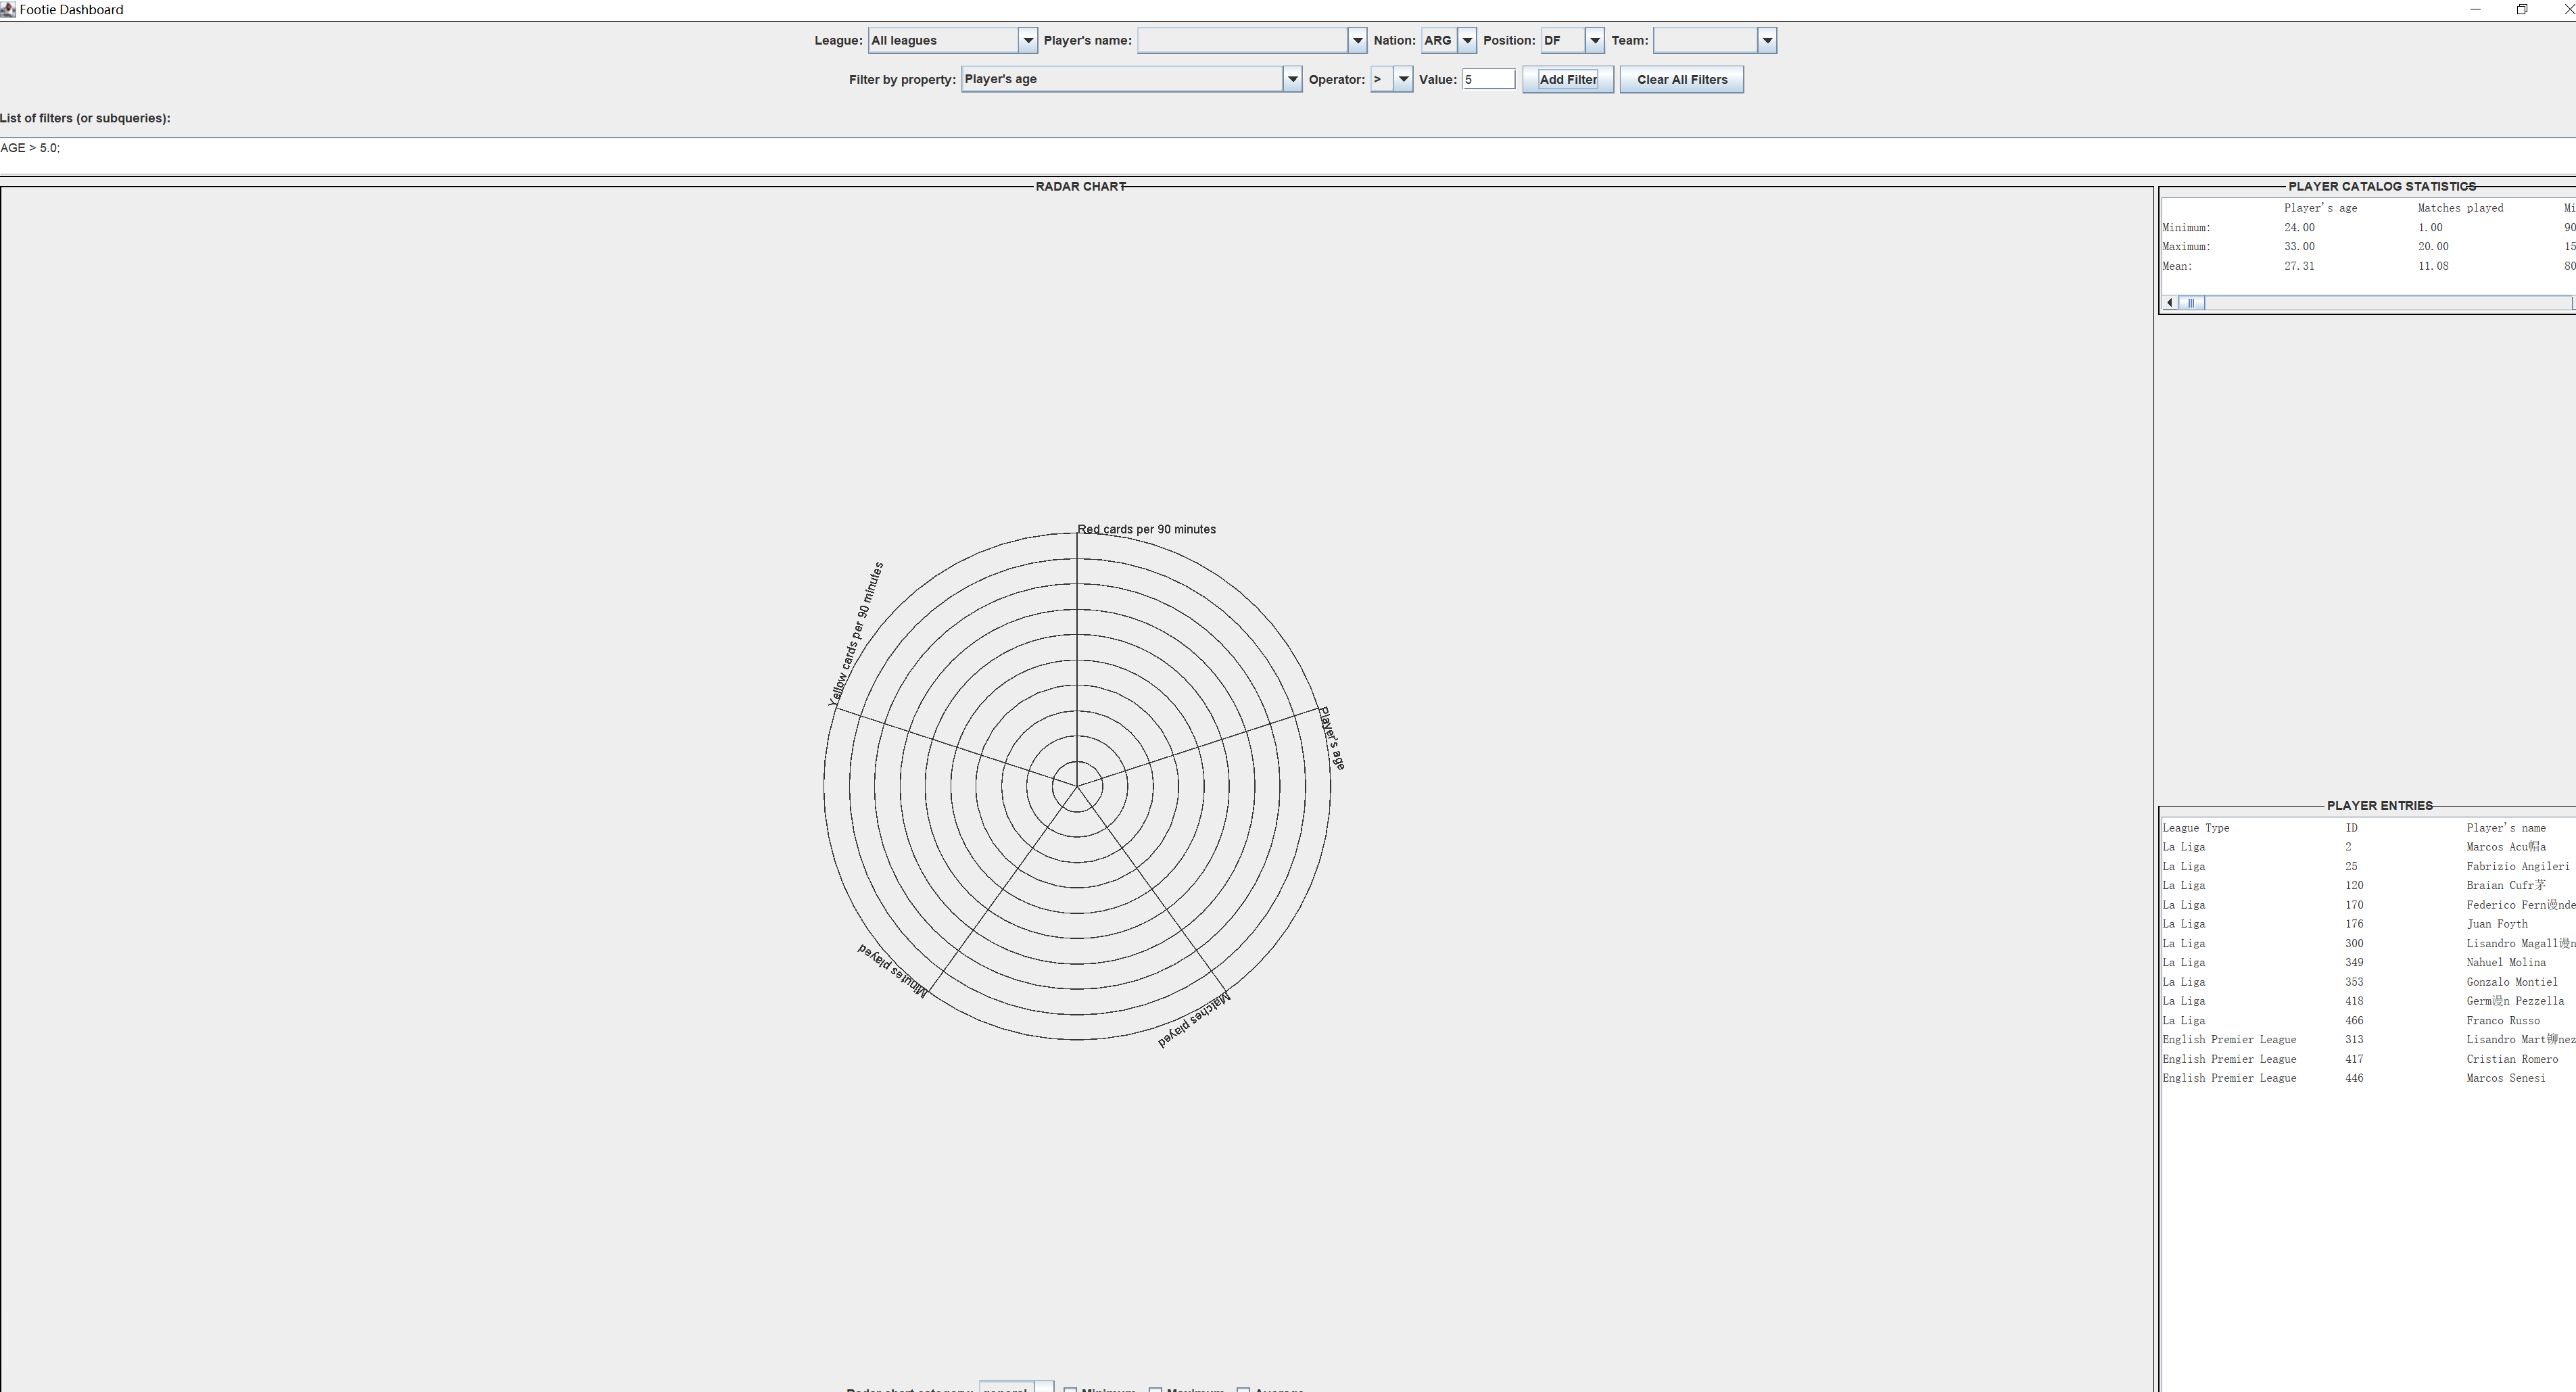 Footie Dashboard
League: All leagues Player's name: Nation: ARG Position: DF Team:
Filter by property: Player's age Operator: > Value: 5 Add Filter Clear All Filters
List of filters (or subqueries):
AGE > 5.0;
RADAR CHART
Red cards per 90 minutes
Yellow cards per 90 minutes
Player's age
Minutes played
Matches played
PLAYER CATALOG STATISTICS
Player's age Matches played Mi
Minimum: 24.00 1.00 90
Maximum: 33.00 20.00 15
Mean: 27.31 11.08 80
PLAYER ENTRIES
League Type ID Player's name
La Liga 2 Marcos Acu帽a
La Liga 25 Fabrizio Angileri
La Liga 120 Braian Cufr茅
La Liga 170 Federico Fern谩nde
La Liga 176 Juan Foyth
La Liga 300 Lisandro Magall谩n
La Liga 349 Nahuel Molina
La Liga 353 Gonzalo Montiel
La Liga 418 Germ谩n Pezzella
La Liga 466 Franco Russo
English Premier League 313 Lisandro Mart铆nez
English Premier League 417 Cristian Romero
English Premier League 446 Marcos Senesi
Radar chart category: general Minimum Maximum Average